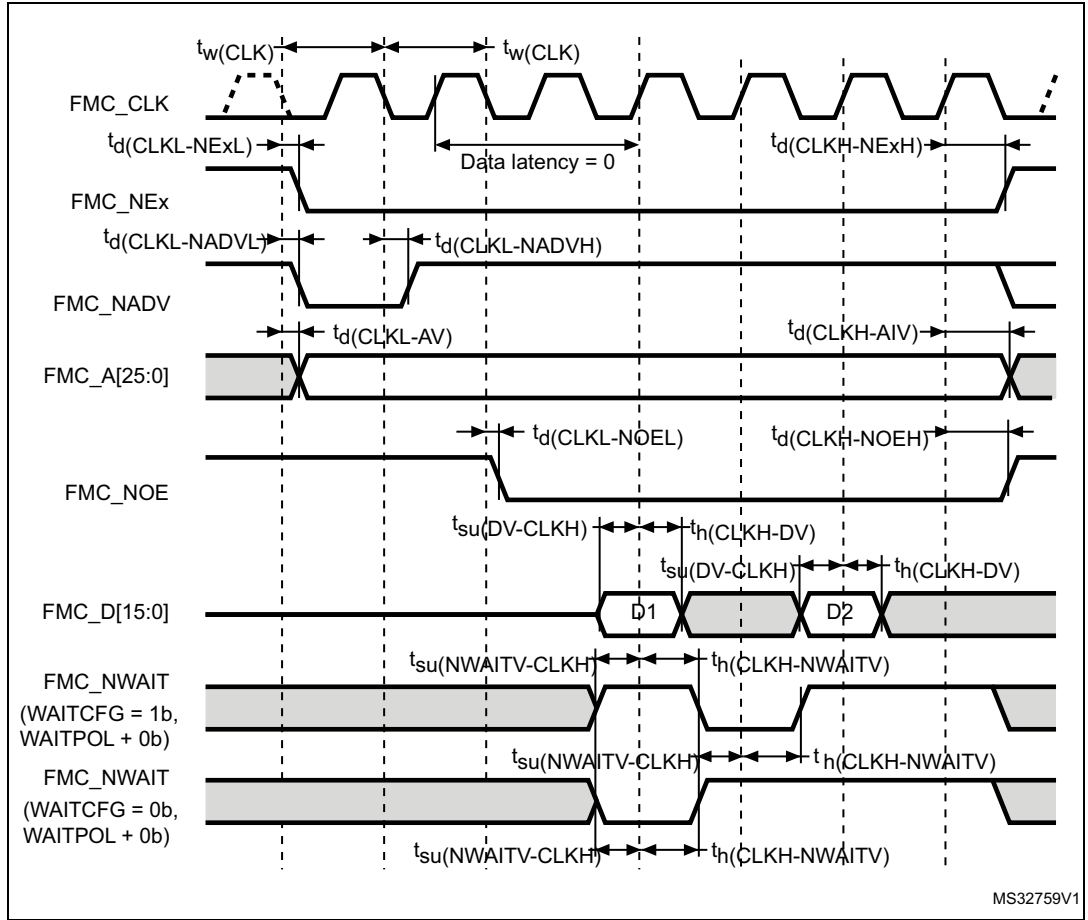 tw(CLK) tw(CLK)
FMC_CLK
td(CLKL-NExL) Data latency = 0 td(CLKH-NExH)
FMC_NEx
td(CLKL-NADVL) td(CLKL-NADVH)
FMC_NADV
td(CLKL-AV) td(CLKH-AIV)
FMC_A[25:0]
td(CLKL-NOEL) td(CLKH-NOEH)
FMC_NOE
tsu(DV-CLKH) th(CLKH-DV)
tsu(DV-CLKH) th(CLKH-DV)
FMC_D[15:0] D1 D2
tsu(NWAITV-CLKH) th(CLKH-NWAITV)
FMC_NWAIT
(WAITCFG = 1b,
WAITPOL + 0b)
tsu(NWAITV-CLKH) th(CLKH-NWAITV)
FMC_NWAIT
(WAITCFG = 0b,
WAITPOL + 0b)
tsu(NWAITV-CLKH) th(CLKH-NWAITV)
MS32759V1